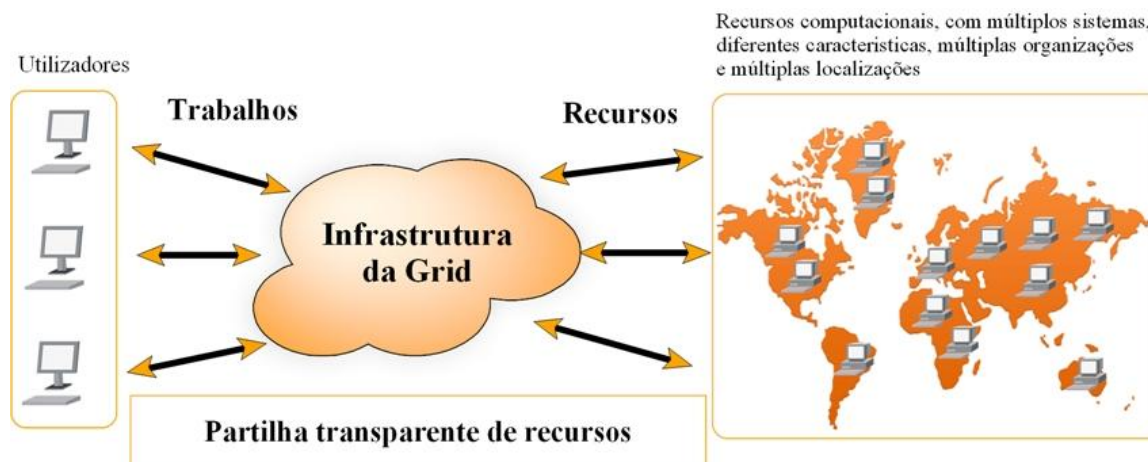 Recursos computacionais, com múltiplos sistemas,
diferentes caracteristicas, múltiplas organizações
e múltiplas localizações
Utilizadores
Trabalhos
Recursos
Infrastrutura
da Grid
Partilha transparente de recursos